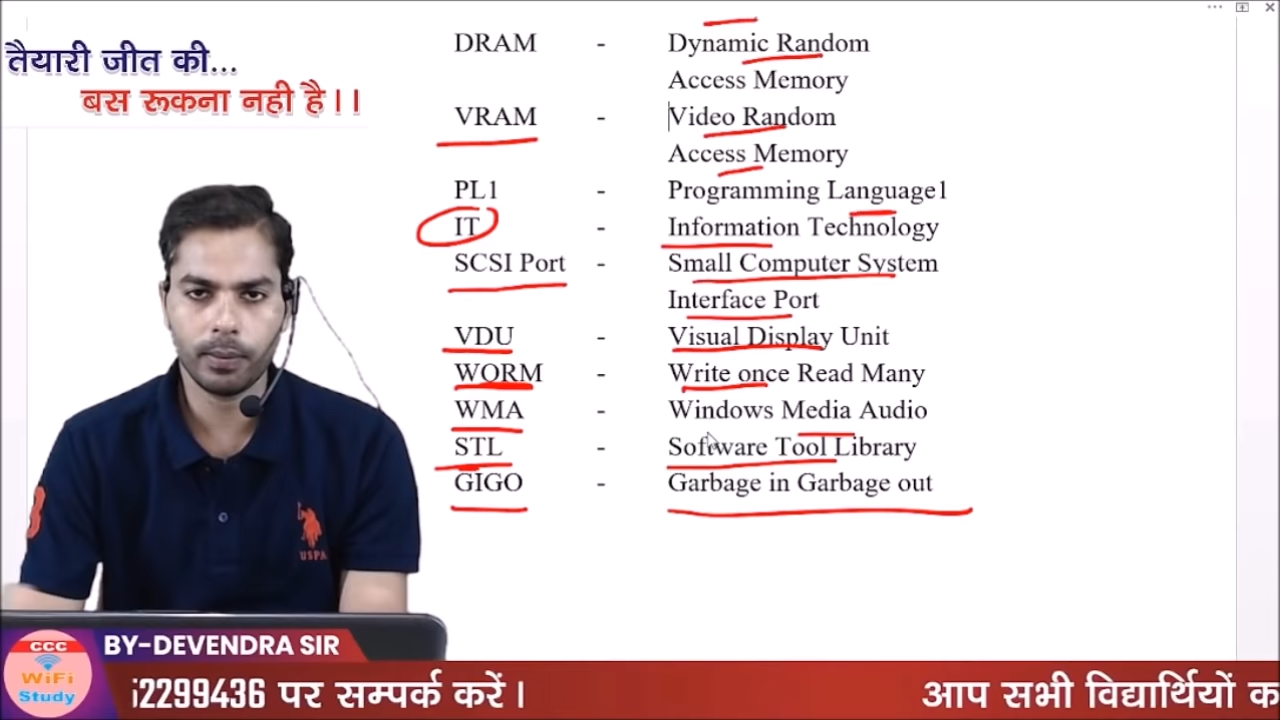 तैयारी जीत की...
बस रूकना नही है।।
DRAM - Dynamic Random
Access Memory
VRAM - Video Random
Access Memory
PL1 - Programming Language1
IT - Information Technology
SCSI Port - Small Computer System
Interface Port
VDU - Visual Display Unit
WORM - Write once Read Many
WMA - Windows Media Audio
STL - Software Tool Library
GIGO - Garbage in Garbage out
3
USPA
CCC
WiFi
Study
BY-DEVENDRA SIR
2299436 पर सम्पर्क करें।
आप सभी विद्यार्थियों